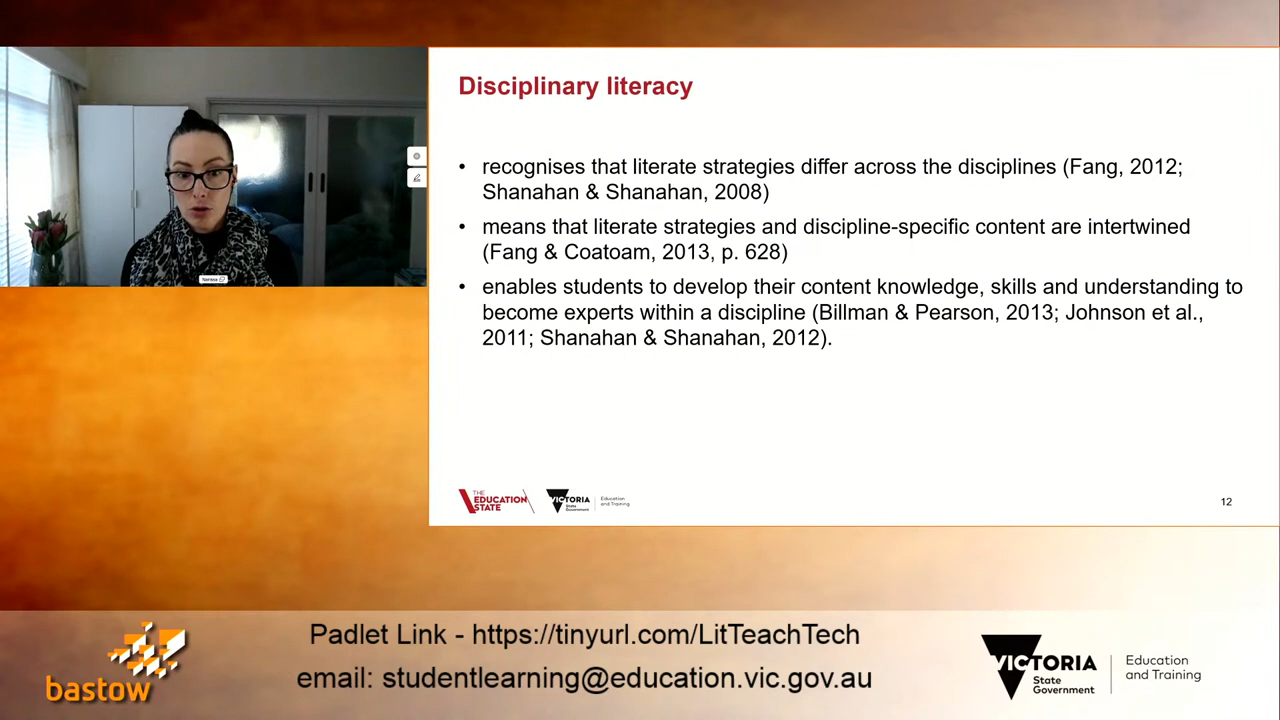 Disciplinary literacy
• recognises that literate strategies differ across the disciplines (Fang, 2012;
Shanahan & Shanahan, 2008)
• means that literate strategies and discipline-specific content are intertwined
(Fang & Coatoam, 2013, p. 628)
• enables students to develop their content knowledge, skills and understanding to
become experts within a discipline (Billman & Pearson, 2013; Johnson et al.,
2011; Shanahan & Shanahan, 2012).
THE
EDUCATION
STATE
VICTORIA
State
Government
Education
and Training
12
Padlet Link - https://tinyurl.com/LitTeachTech
email: studentlearning@education.vic.gov.au
bastow
VICTORIA
State
Government
Education
and Training